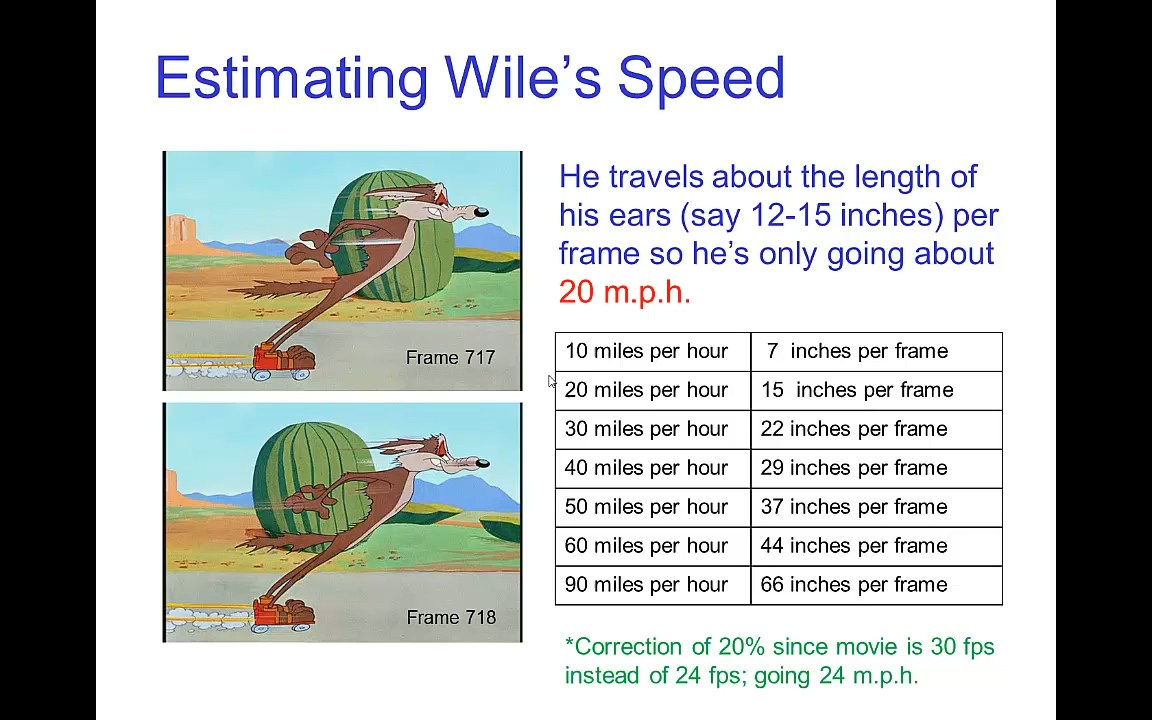 Estimating Wile's Speed
He travels about the length of
his ears (say 12-15 inches) per
frame so he's only going about
20 m.p.h.
Frame 717
Frame 718
10 miles per hour 7 inches per frame
20 miles per hour 15 inches per frame
30 miles per hour 22 inches per frame
40 miles per hour 29 inches per frame
50 miles per hour 37 inches per frame
60 miles per hour 44 inches per frame
90 miles per hour 66 inches per frame
*Correction of 20% since movie is 30 fps
instead of 24 fps; going 24 m.p.h.